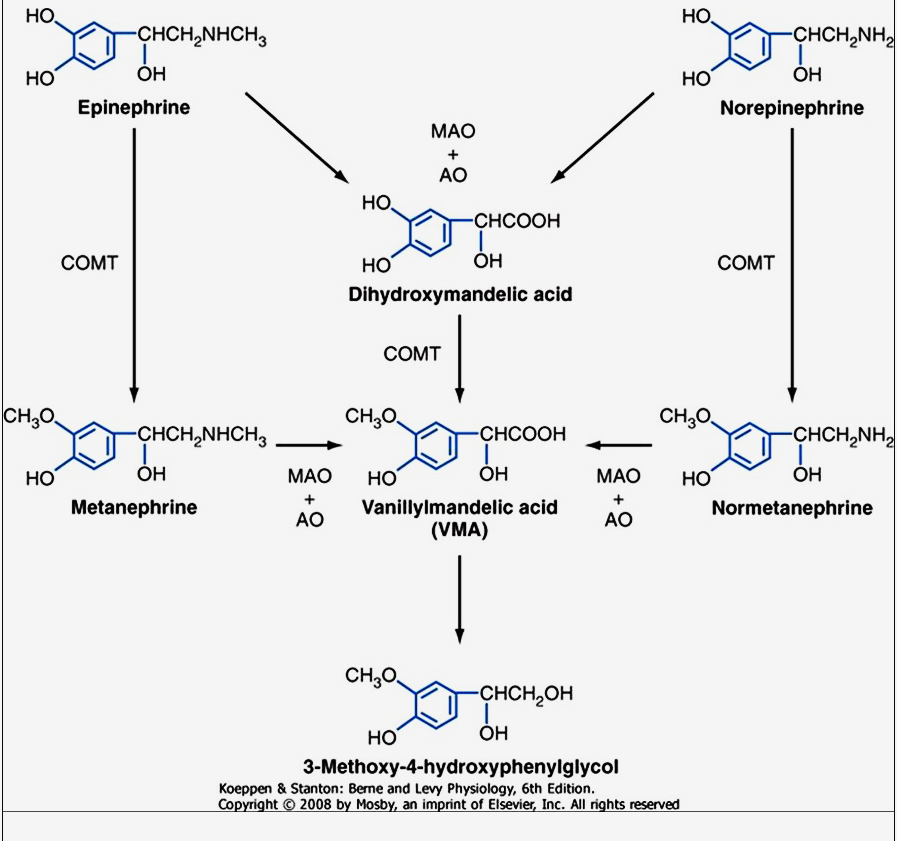 HO
CHCH2NHCH3
HO
OH
Epinephrine
HO
CHCH2NH2
HO
OH
Norepinephrine
MAO
+
AO
HO
CHCOOH
HO
OH
Dihydroxymandelic acid
COMT
COMT
COMT
CH3O
CHCH2NHCH3
HO
OH
Metanephrine
MAO
+
AO
CH3O
CHCOOH
HO
OH
Vanillylmandelic acid
(VMA)
MAO
+
AO
CH3O
CHCH2NH2
HO
OH
Normetanephrine
CH3O
CHCH2OH
HO
OH
3-Methoxy-4-hydroxyphenylglycol
Koeppen & Stanton: Berne and Levy Physiology, 6th Edition.
Copyright © 2008 by Mosby, an imprint of Elsevier, Inc. All rights reserved